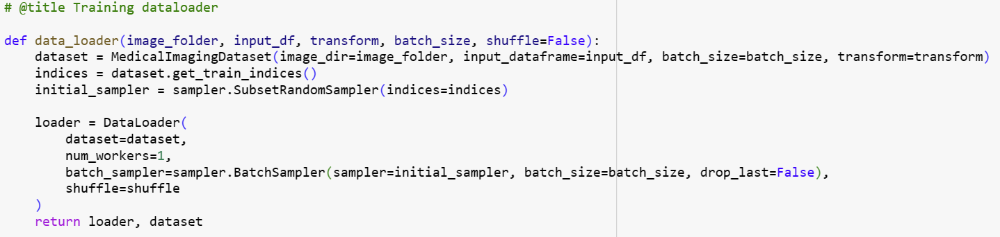 # @title Training dataloader
def data_loader(image_folder, input_df, transform, batch_size, shuffle=False):
    dataset = MedicalImagingDataset(image_dir=image_folder, input_dataframe=input_df, batch_size=batch_size, transform=transform)
    indices = dataset.get_train_indices()
    initial_sampler = sampler.SubsetRandomSampler(indices=indices)
    loader = DataLoader(
        dataset=dataset,
        num_workers=1,
        batch_sampler=sampler.BatchSampler(sampler=initial_sampler, batch_size=batch_size, drop_last=False),
        shuffle=shuffle
    )
    return loader, dataset